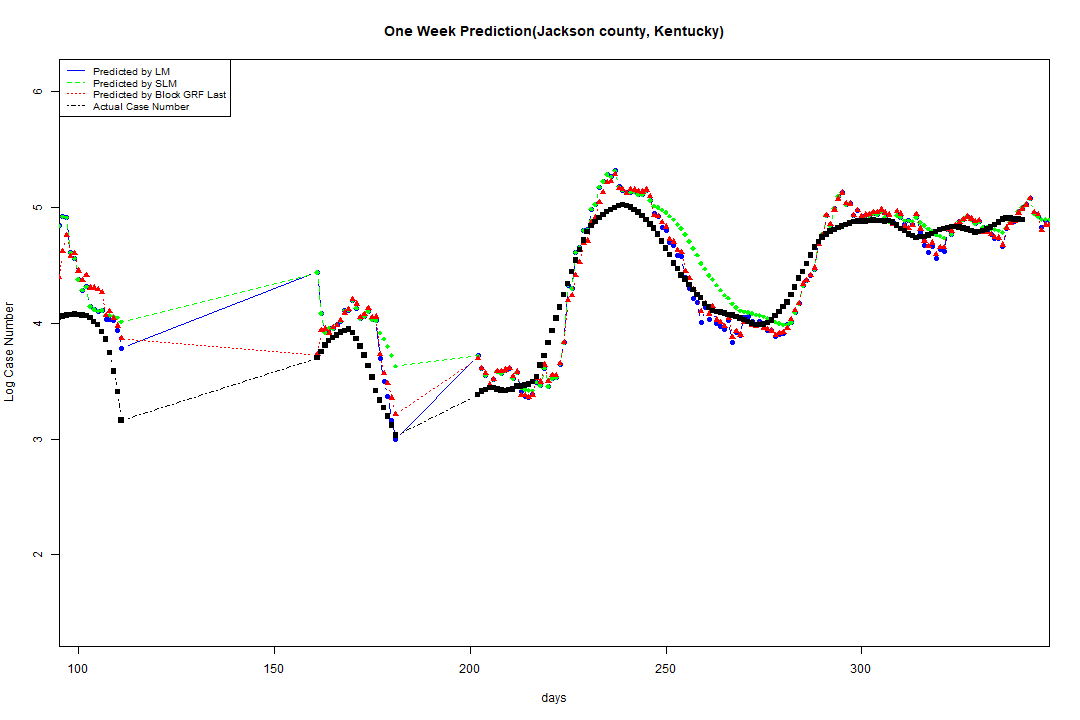 One Week Prediction(Jackson county, Kentucky)
Predicted by LM
Predicted by SLM
Predicted by Block GRF Last
Actual Case Number
6
5
4
3
2
Log Case Number
100 150 200 250 300
days